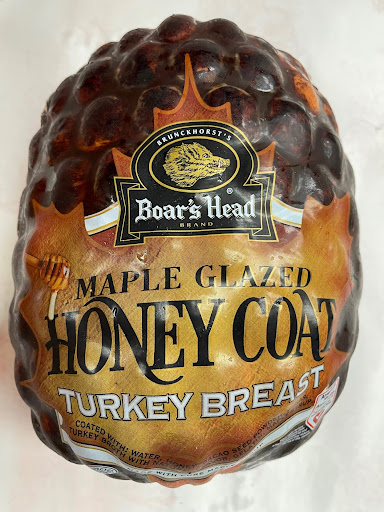 BRUNCKHORST'S
Boar's Head®
BRAND
MAPLE GLAZED
HONEY COAT
TURKEY BREAST
COATED WITH: WATER,
TURKEY BROTH WITH